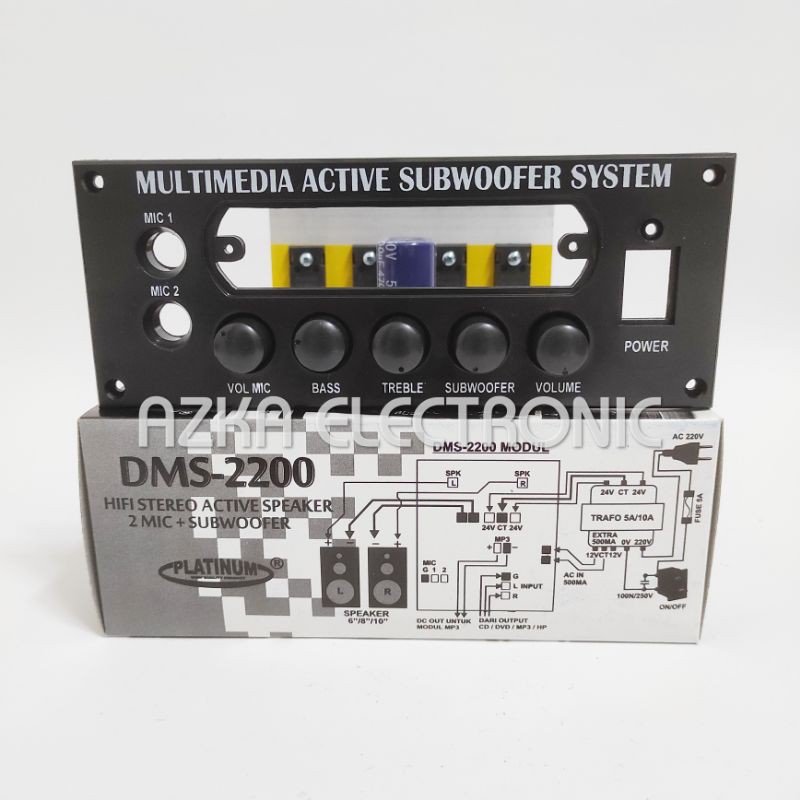 MULTIMEDIA ACTIVE SUBWOOFER SYSTEM
MIC 1
MIC 2
POWER
VOL MIC
BASS
TREBLE
SUBWOOFER
VOLUME
AZKA ELECTRONIC
DMS-2200
HIFI STEREO ACTIVE SPEAKER
2 MIC + SUBWOOFER
PLATINUM®
DMS-2200 MODUL
SPK
L
SPK
R
24V CT 24V
MP3
+ −
MIC
G 1 2
G
L INPUT
R
+ − − +
L
R
SPEAKER
6"/8"/10"
DC OUT UNTUK
MODUL MP3
DARI OUTPUT
CD / DVD / MP3 / HP
24V CT 24V
TRAFO 5A/10A
EXTRA
500MA 0V 220V
12VCT12V
AC IN
500MA
100N/250V
AC 220V
FUSE 5A
ON/OFF